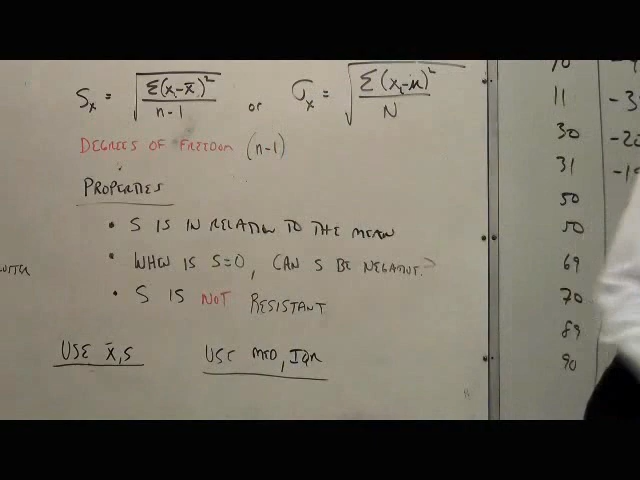 Sx = √Σ(x-x̄)²/n-1 or σx = √Σ(xi-μ)²/N
DEGREES OF FREEDOM (n-1)
PROPERTIES
• S IS IN RELATION TO THE MEAN
• WHEN IS S=0, CAN S BE NEGATIVE?
• S IS NOT RESISTANT
USE x̄,s USE MED, IQR
11
30
31
50
50
69
70
89
90